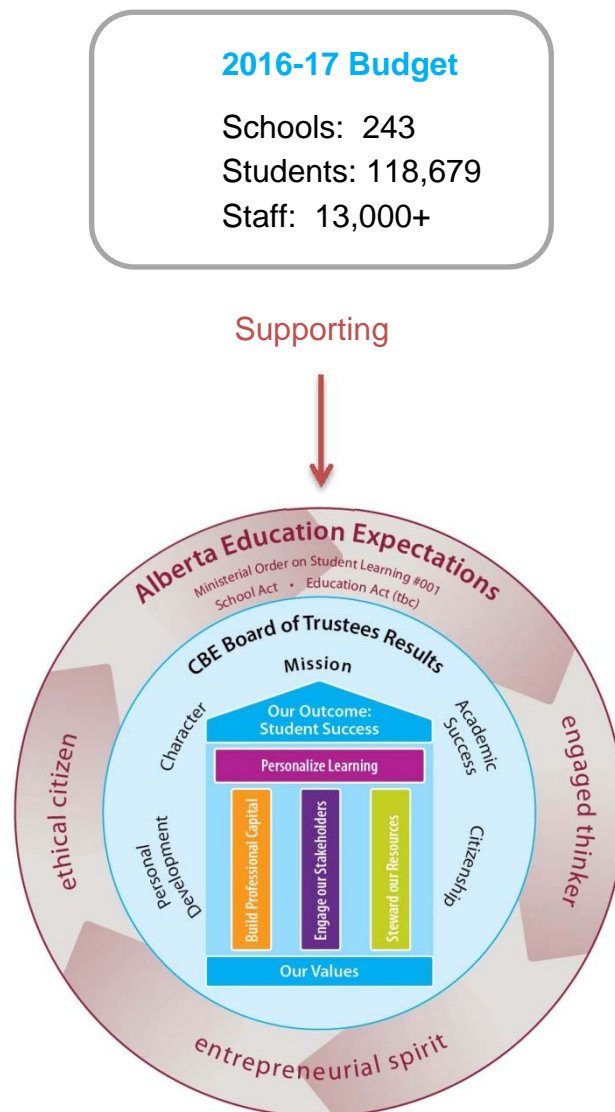 2016-17 Budget
Schools: 243
Students: 118,679
Staff: 13,000+
Supporting
Alberta Education Expectations
Ministerial Order on Student Learning #001
School Act • Education Act (tbc)
CBE Board of Trustees Results
Mission
Character
Academic
Success
Our Outcome:
Student Success
Personalize Learning
Build Professional Capital
Engage our Stakeholders
Steward our Resources
Personal
Development
Citizenship
Our Values
ethical citizen
engaged thinker
entrepreneurial spirit